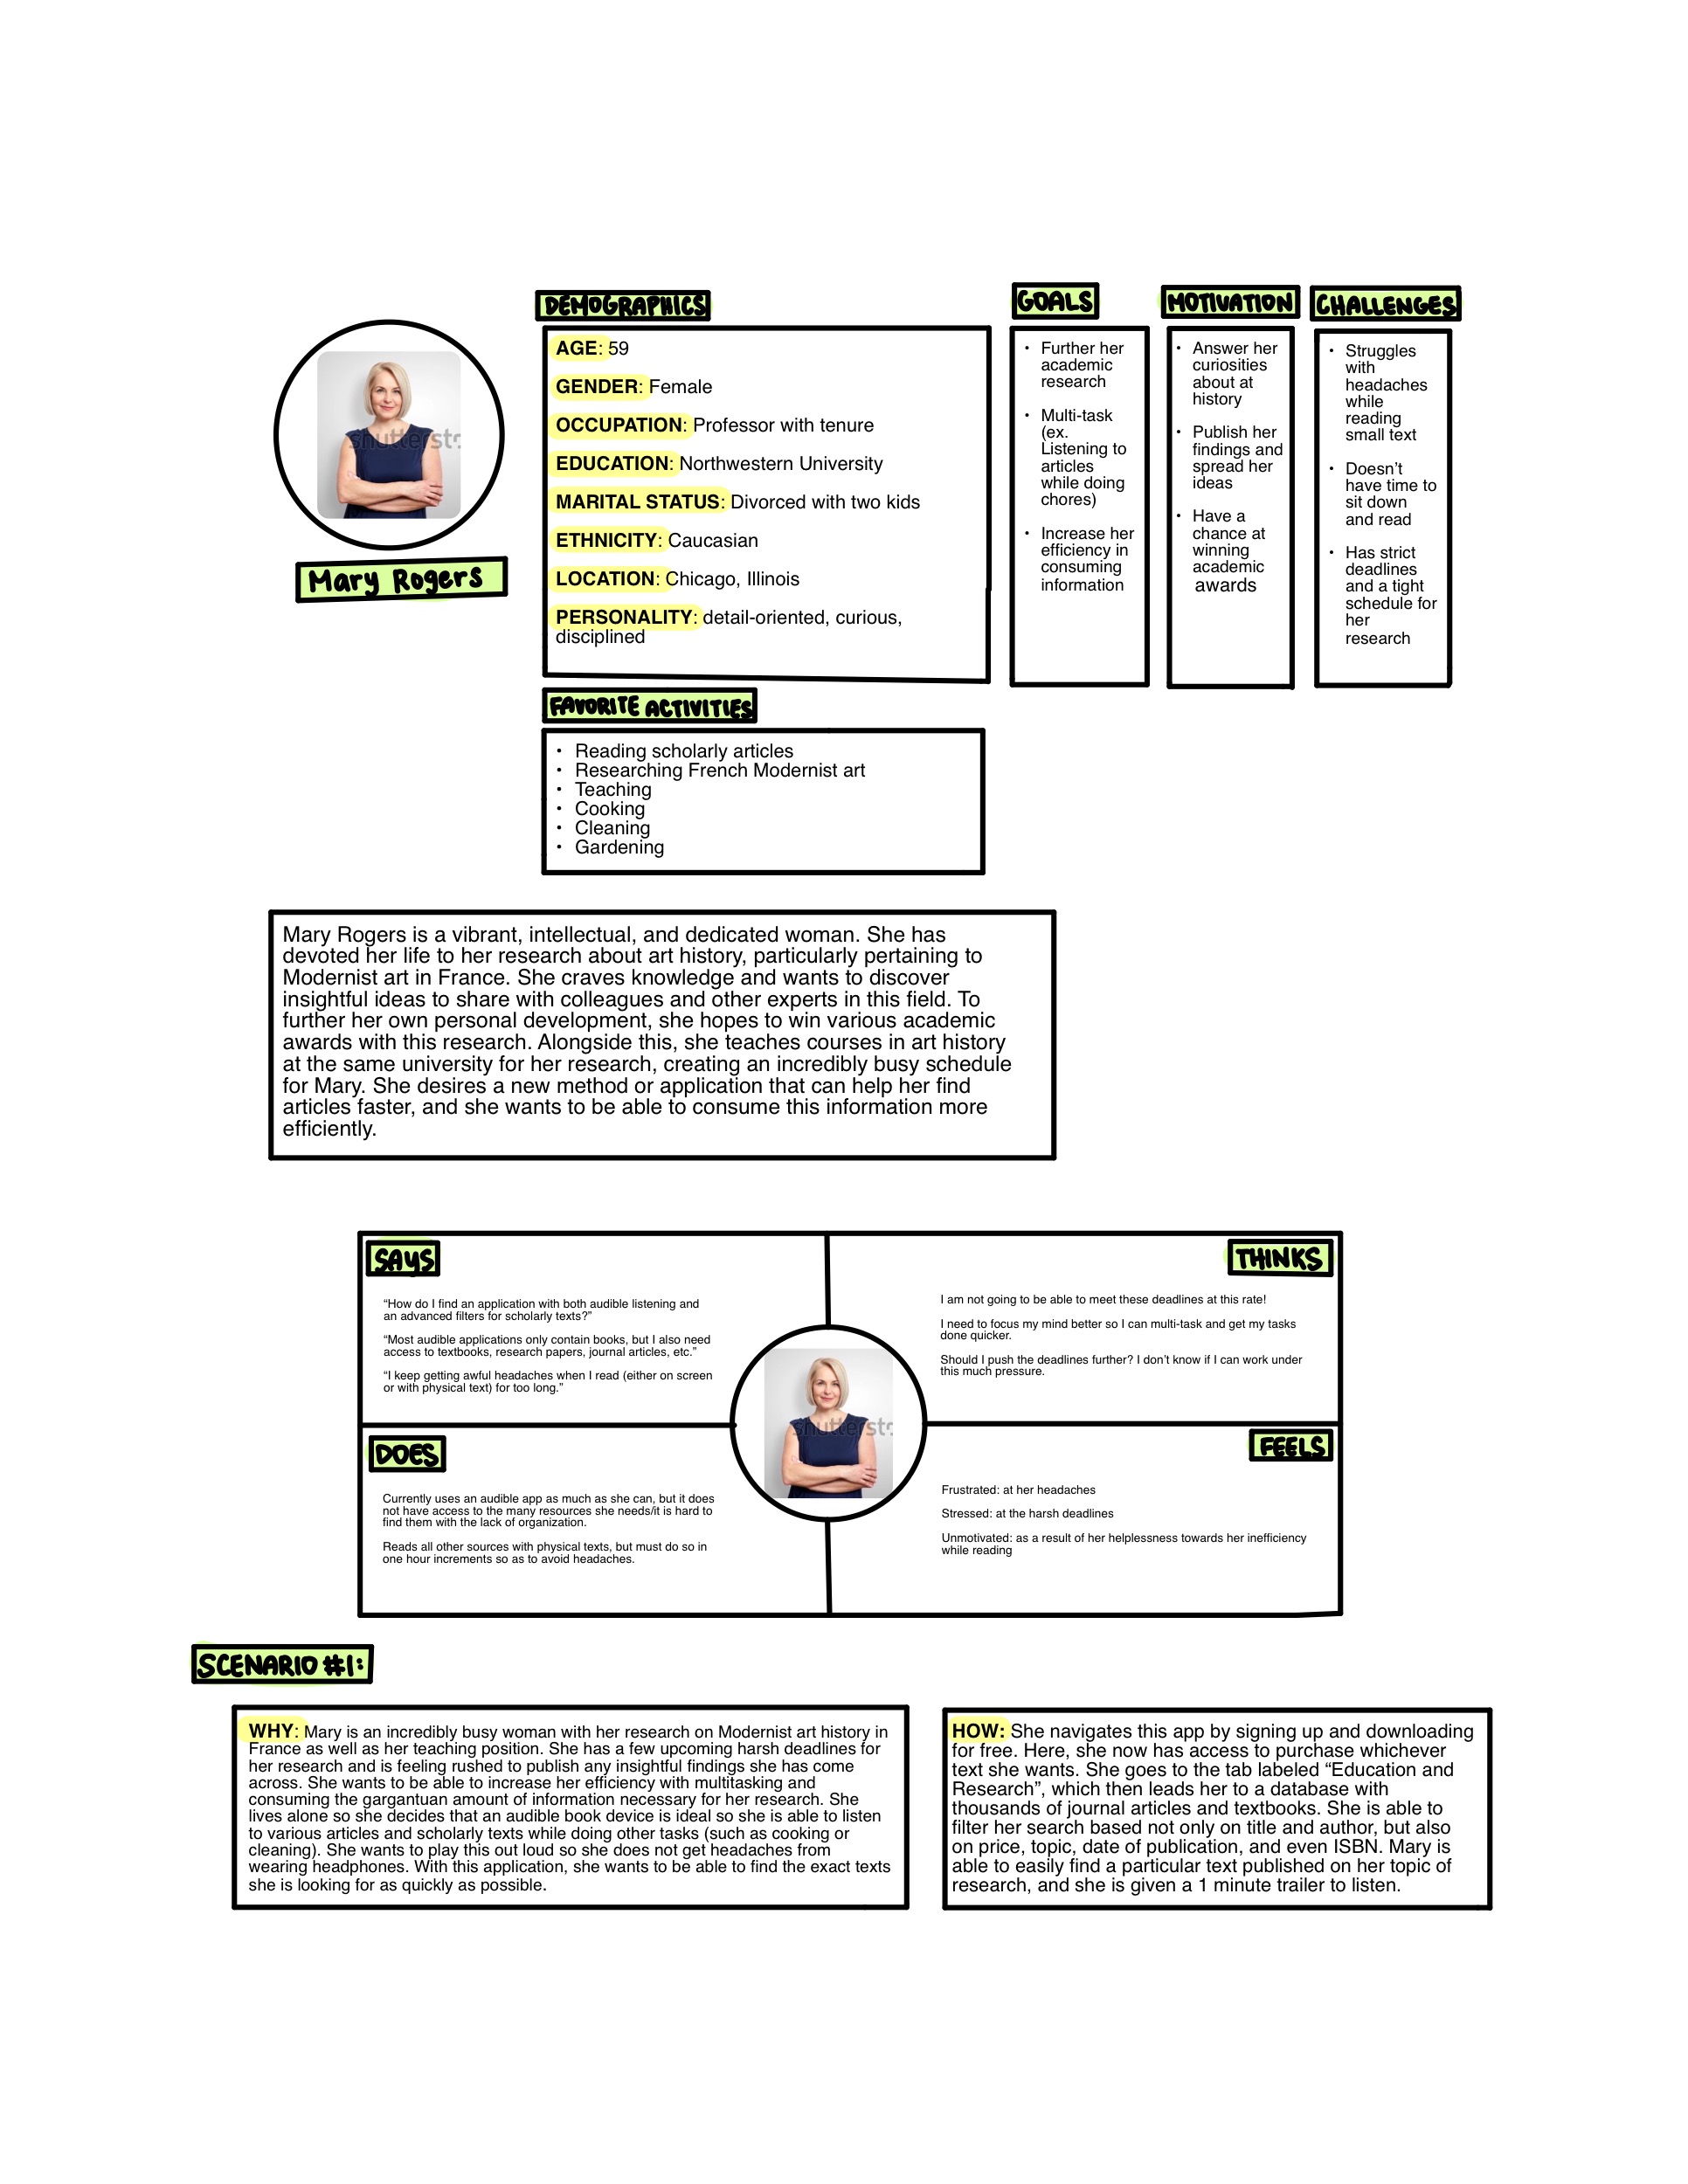 DEMOGRAPHICS
AGE: 59
GENDER: Female
OCCUPATION: Professor with tenure
EDUCATION: Northwestern University
MARITAL STATUS: Divorced with two kids
ETHNICITY: Caucasian
LOCATION: Chicago, Illinois
PERSONALITY: detail-oriented, curious,
disciplined
shutterst
Mary Rogers
GOALS
• Further her
academic
research
• Multi-task
(ex.
Listening to
articles
while doing
chores)
• Increase her
efficiency in
consuming
information
MOTIVATION
• Answer her
curiosities
about at
history
• Publish her
findings and
spread her
ideas
• Have a
chance at
winning
academic
awards
CHALLENGES
• Struggles
with
headaches
while
reading
small text
• Doesn’t
have time to
sit down
and read
• Has strict
deadlines
and a tight
schedule for
her
research
FAVORITE ACTIVITIES
• Reading scholarly articles
• Researching French Modernist art
• Teaching
• Cooking
• Cleaning
• Gardening
Mary Rogers is a vibrant, intellectual, and dedicated woman. She has
devoted her life to her research about art history, particularly pertaining to
Modernist art in France. She craves knowledge and wants to discover
insightful ideas to share with colleagues and other experts in this field. To
further her own personal development, she hopes to win various academic
awards with this research. Alongside this, she teaches courses in art history
at the same university for her research, creating an incredibly busy schedule
for Mary. She desires a new method or application that can help her find
articles faster, and she wants to be able to consume this information more
efficiently.
SAYS
“How do I find an application with both audible listening and
an advanced filters for scholarly texts?”
“Most audible applications only contain books, but I also need
access to textbooks, research papers, journal articles, etc.”
“I keep getting awful headaches when I read (either on screen
or with physical text) for too long.”
THINKS
I am not going to be able to meet these deadlines at this rate!
I need to focus my mind better so I can multi-task and get my tasks
done quicker.
Should I push the deadlines further? I don’t know if I can work under
this much pressure.
shutterst
DOES
Currently uses an audible app as much as she can, but it does
not have access to the many resources she needs/it is hard to
find them with the lack of organization.
Reads all other sources with physical texts, but must do so in
one hour increments so as to avoid headaches.
FEELS
Frustrated: at her headaches
Stressed: at the harsh deadlines
Unmotivated: as a result of her helplessness towards her inefficiency
while reading
SCENARIO #1:
WHY: Mary is an incredibly busy woman with her research on Modernist art history in
France as well as her teaching position. She has a few upcoming harsh deadlines for
her research and is feeling rushed to publish any insightful findings she has come
across. She wants to be able to increase her efficiency with multitasking and
consuming the gargantuan amount of information necessary for her research. She
lives alone so she decides that an audible book device is ideal so she is able to listen
to various articles and scholarly texts while doing other tasks (such as cooking or
cleaning). She wants to play this out loud so she does not get headaches from
wearing headphones. With this application, she wants to be able to find the exact texts
she is looking for as quickly as possible.
HOW: She navigates this app by signing up and downloading
for free. Here, she now has access to purchase whichever
text she wants. She goes to the tab labeled “Education and
Research”, which then leads her to a database with
thousands of journal articles and textbooks. She is able to
filter her search based not only on title and author, but also
on price, topic, date of publication, and even ISBN. Mary is
able to easily find a particular text published on her topic of
research, and she is given a 1 minute trailer to listen.